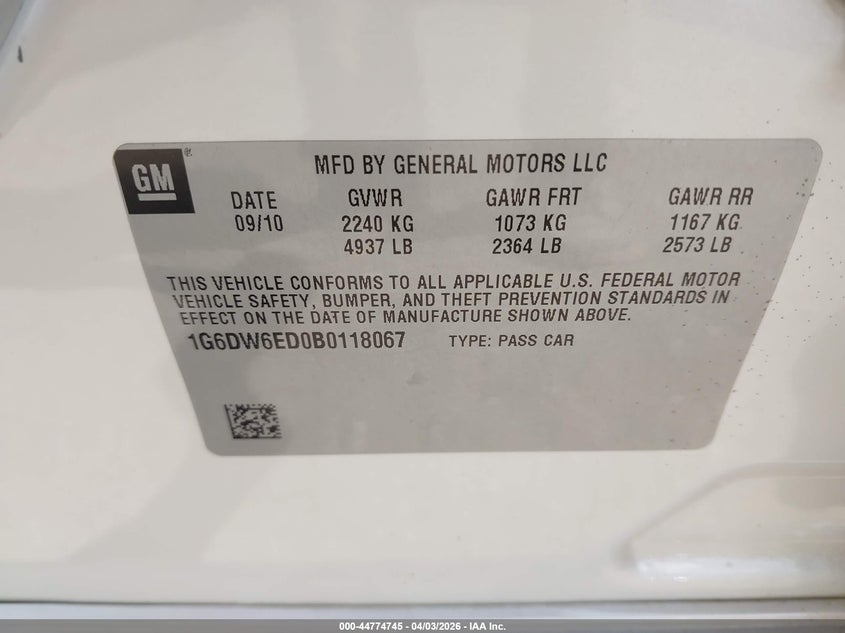 GM
MFD BY GENERAL MOTORS LLC
DATE GVWR GAWR FRT GAWR RR
09/10 2240 KG 1073 KG 1167 KG
4937 LB 2364 LB 2573 LB
THIS VEHICLE CONFORMS TO ALL APPLICABLE U.S. FEDERAL MOTOR
VEHICLE SAFETY, BUMPER, AND THEFT PREVENTION STANDARDS IN
EFFECT ON THE DATE OF MANUFACTURE SHOWN ABOVE.
1G6DW6ED0B0118067 TYPE: PASS CAR
000-44774745 - 04/03/2026 - IAA Inc.